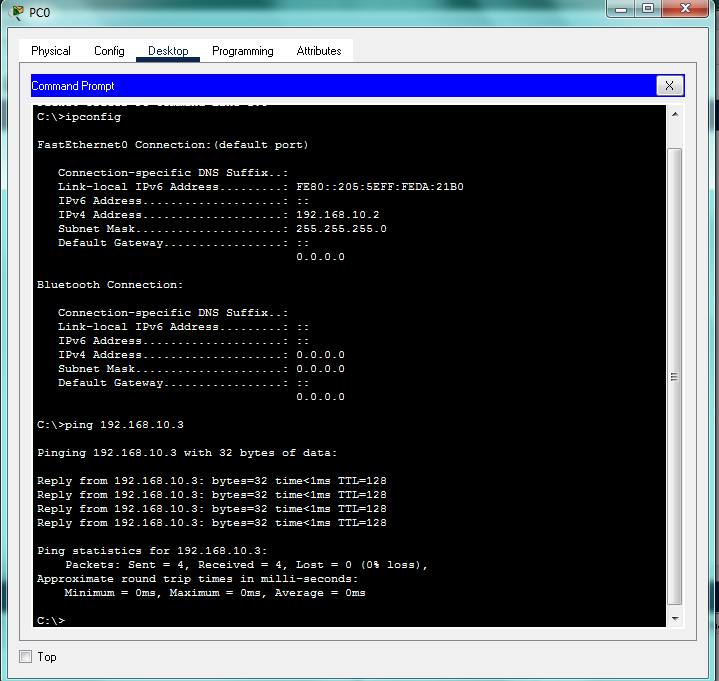 PC0
Physical Config Desktop Programming Attributes
Command Prompt
X
C:\>ipconfig
FastEthernet0 Connection:(default port)
Connection-specific DNS Suffix..:
Link-local IPv6 Address.........: FE80::205:5EFF:FEDA:21B0
IPv6 Address....................: ::
IPv4 Address....................: 192.168.10.2
Subnet Mask.....................: 255.255.255.0
Default Gateway.................: ::
0.0.0.0
Bluetooth Connection:
Connection-specific DNS Suffix..:
Link-local IPv6 Address.........: ::
IPv6 Address....................: ::
IPv4 Address....................: 0.0.0.0
Subnet Mask.....................: 0.0.0.0
Default Gateway.................: ::
0.0.0.0
C:\>ping 192.168.10.3
Pinging 192.168.10.3 with 32 bytes of data:
Reply from 192.168.10.3: bytes=32 time<1ms TTL=128
Reply from 192.168.10.3: bytes=32 time<1ms TTL=128
Reply from 192.168.10.3: bytes=32 time<1ms TTL=128
Reply from 192.168.10.3: bytes=32 time<1ms TTL=128
Ping statistics for 192.168.10.3:
Packets: Sent = 4, Received = 4, Lost = 0 (0% loss),
Approximate round trip times in milli-seconds:
Minimum = 0ms, Maximum = 0ms, Average = 0ms
C:\>
Top